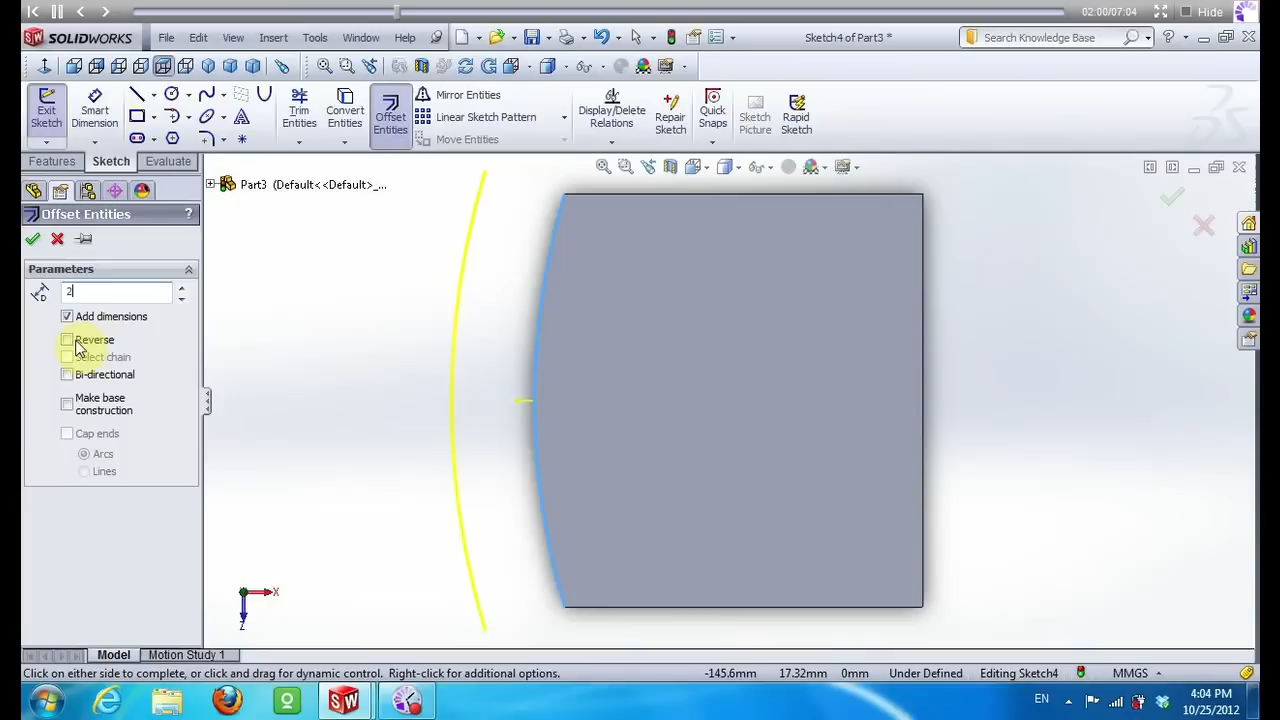 02:00/07:04
Hide
SOLIDWORKS
File Edit View Insert Tools Window Help
Sketch4 of Part3 *
Search Knowledge Base
Exit Sketch
Smart Dimension
Trim Entities
Convert Entities
Offset Entities
Mirror Entities
Linear Sketch Pattern
Move Entities
Display/Delete Relations
Repair Sketch
Quick Snaps
Sketch Picture
Rapid Sketch
Features Sketch Evaluate
Part3 (Default<<Default>_...
Offset Entities ?
Parameters
2
Add dimensions
Reverse
Select chain
Bi-directional
Make base
construction
Cap ends
Arcs
Lines
X
Z
Model Motion Study 1
Click on either side to complete, or click and drag for dynamic control. Right-click for additional options. -145.6mm 17.32mm 0mm Under Defined Editing Sketch4 MMGS
EN
4:04 PM
10/25/2012